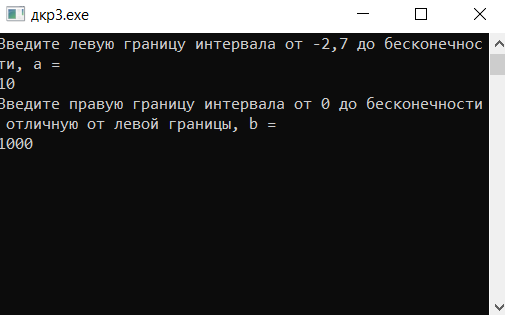 дкр3.exe
Введите левую границу интервала от -2,7 до бесконечнос
ти, a =
10
Введите правую границу интервала от 0 до бесконечности
отличную от левой границы, b =
1000